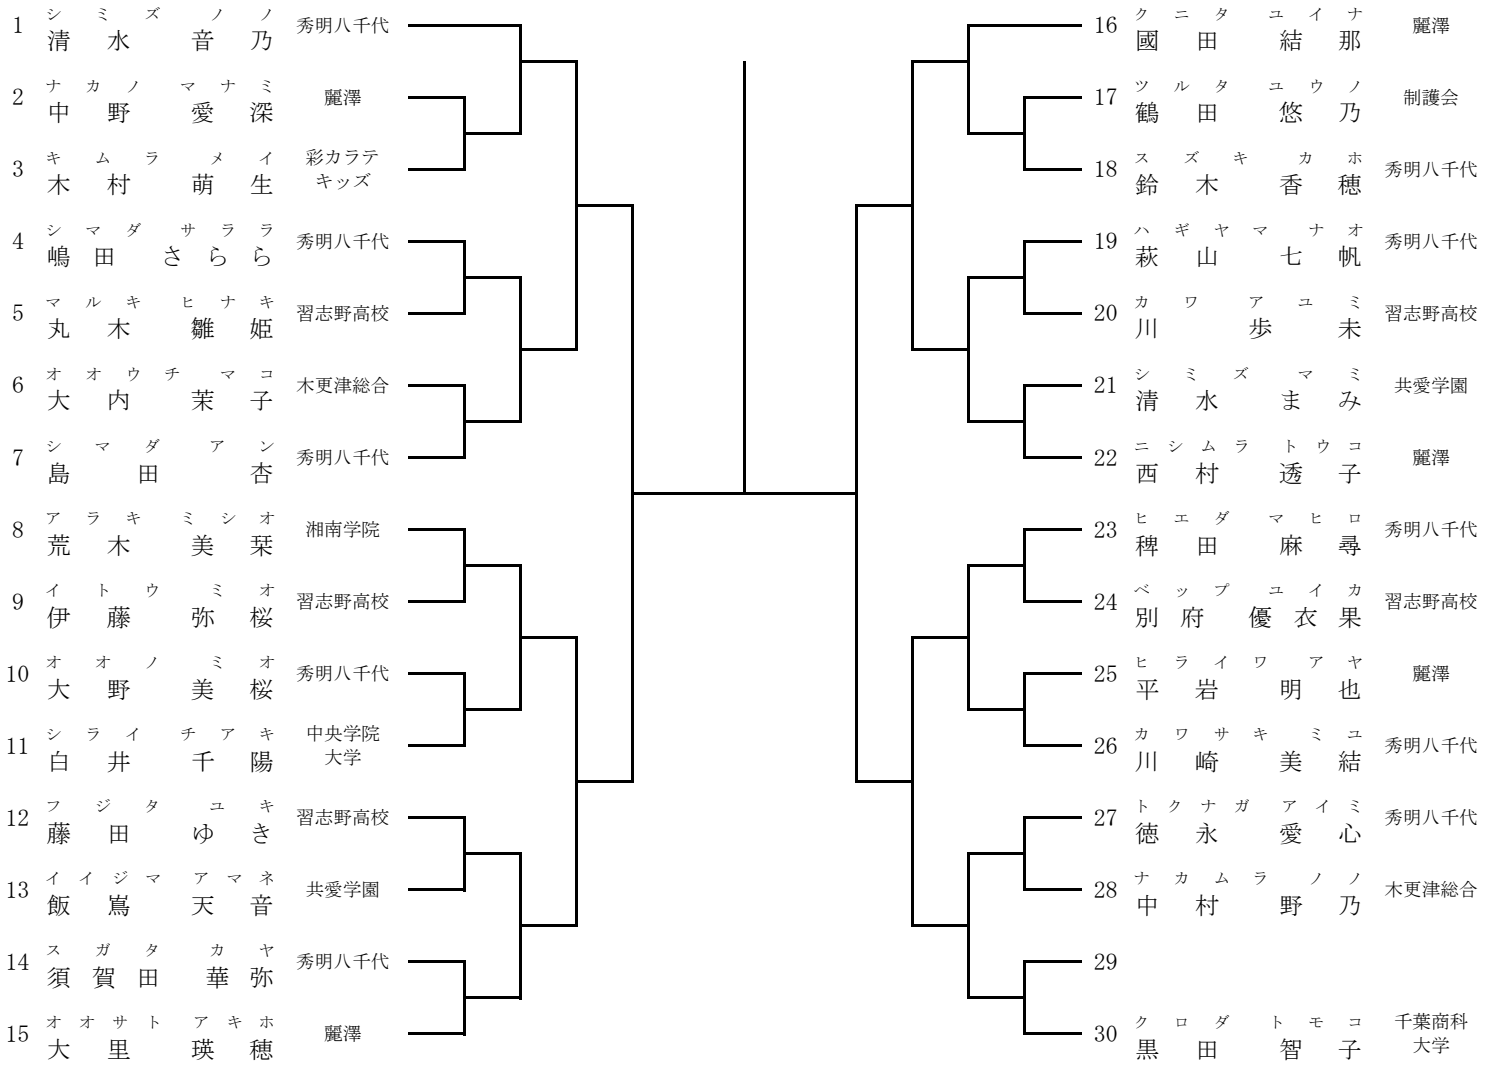 シミズ ノノ
1 清水 音乃 秀明八千代
ナカノ マナミ
2 中野 愛深 麗澤
キムラ メイ
3 木村 萌生 彩カラテキッズ
シマダ サララ
4 嶋田 さらら 秀明八千代
マルキ ヒナキ
5 丸木 雛姫 習志野高校
オオウチ マコ
6 大内 茉子 木更津総合
シマダ アン
7 島田 杏 秀明八千代
アラキ ミシオ
8 荒木 美栞 湘南学院
イトウ ミオ
9 伊藤 弥桜 習志野高校
オオノ ミオ
10 大野 美桜 秀明八千代
シライ チアキ
11 白井 千陽 中央学院大学
フジタ ユキ
12 藤田 ゆき 習志野高校
イイジマ アマネ
13 飯嶌 天音 共愛学園
スガタ カヤ
14 須賀田 華弥 秀明八千代
オオサト アキホ
15 大里 瑛穂 麗澤
クニタ ユイナ
16 國田 結那 麗澤
ツルタ ユウノ
17 鶴田 悠乃 制護会
スズキ カホ
18 鈴木 香穂 秀明八千代
ハギヤマ ナオ
19 萩山 七帆 秀明八千代
カワ アユミ
20 川 歩未 習志野高校
シミズ マミ
21 清水 まみ 共愛学園
ニシムラ トウコ
22 西村 透子 麗澤
ヒエダ マヒロ
23 稗田 麻尋 秀明八千代
ベップ ユイカ
24 別府 優衣果 習志野高校
ヒライワ アヤ
25 平岩 明也 麗澤
カワサキ ミユ
26 川崎 美結 秀明八千代
トクナガ アイミ
27 徳永 愛心 秀明八千代
ナカムラ ノノ
28 中村 野乃 木更津総合
29
クロダ トモコ
30 黒田 智子 千葉商科大学